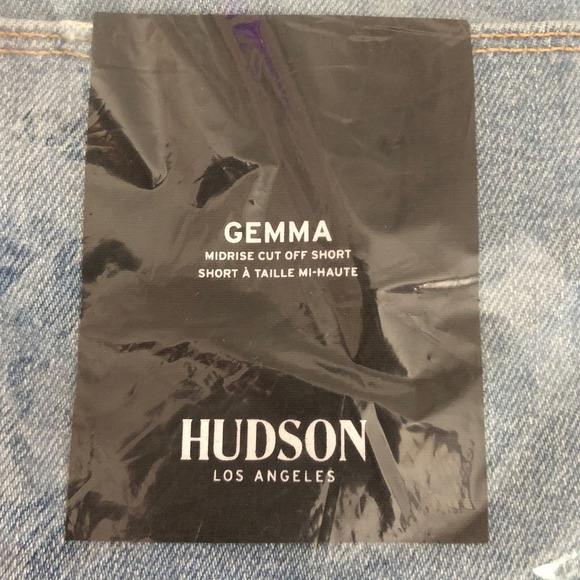 GEMMA
MIDRISE CUT OFF SHORT
SHORT À TAILLE MI-HAUTE
HUDSON
LOS ANGELES